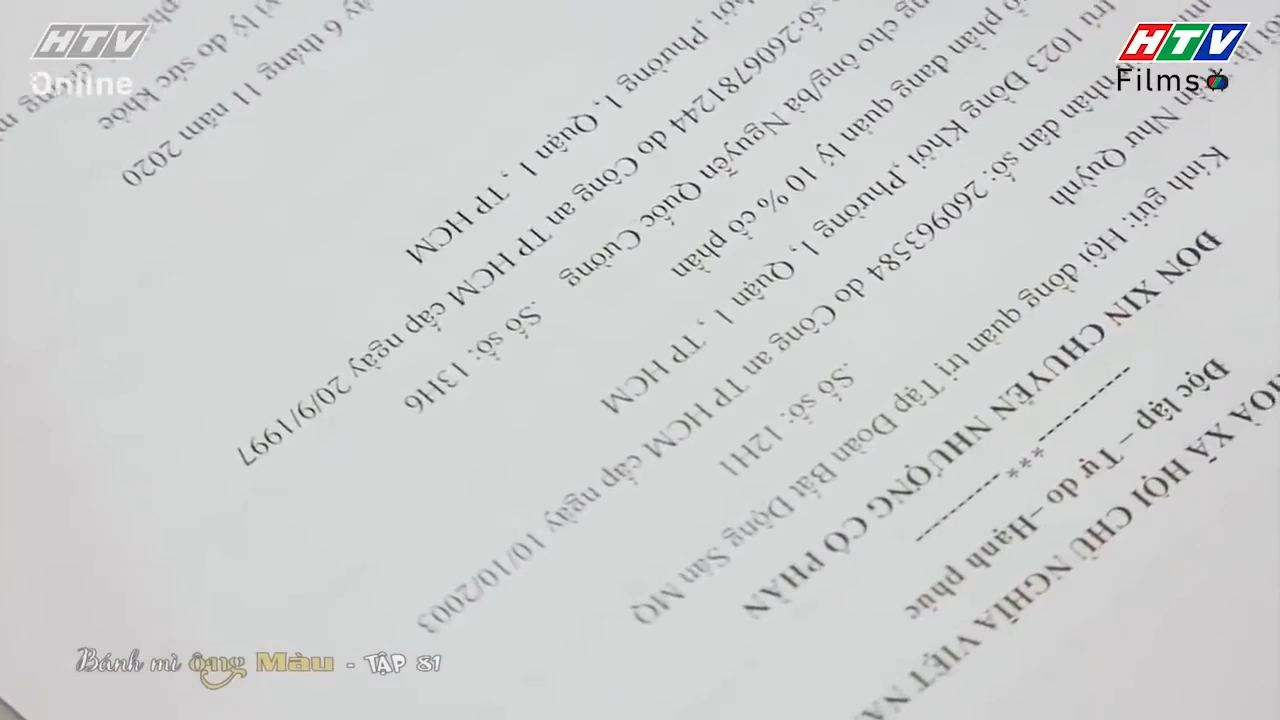 HTV
Online
HTV
Films
HOÀ XÃ HỘI CHỦ NGHĨA VIỆT NA
Độc lập – Tự do –Hạnh phúc
----------***----------
ĐƠN XIN CHUYỂN NHƯỢNG CỔ PHẦN
Kính gửi: Hội đồng quản trị Tập Đoàn Bất Động Sản MQ
Như Quỳnh
nhân dân số: 260963584 do Công an TP HCM cấp ngày 10/10/2003
trú 1023 Đồng Khởi ,Phường 1, Quận 1 , TP HCM
.Số sổ: 12H1
phần đang quản lý 10 % cổ phần
cho ông/bà Nguyễn Quốc Cường
số:2606781244 do Công an TP HCM cấp ngày 20/9/1997
,Phường 1, Quận 1 , TP HCM
.Số sổ: 13H6
lý do sức khỏe
6 tháng 11 năm 2020
Bánh mì ông Màu - TẬP 81